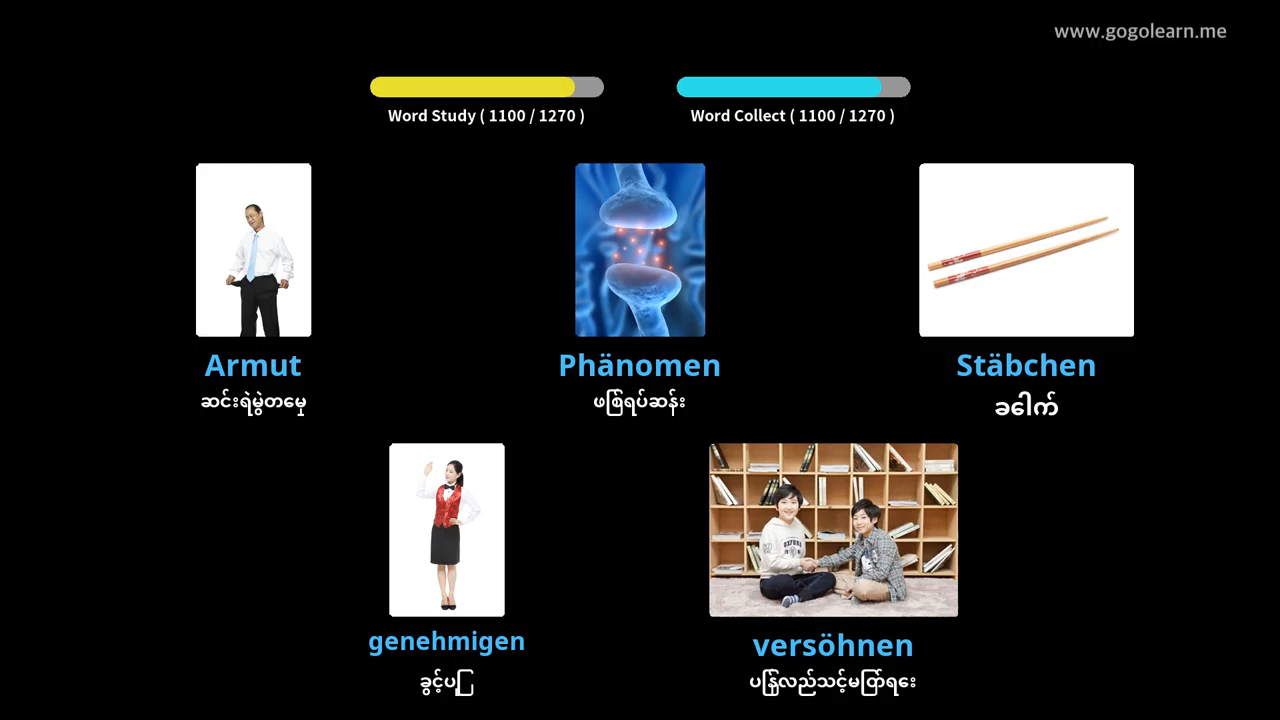 www.gogolearn.me
Word Study ( 1100 / 1270 )
Word Collect ( 1100 / 1270 )
Armut
Phänomen
Stäbchen
ဆင်းရဲမွဲတမှေု
ဖစ်ြရပ်ဆန်း
ခေါက်
genehmigen
versöhnen
ခွင့်ပပြု
ပန်ြလည်သင့်မတ်ြရးေ